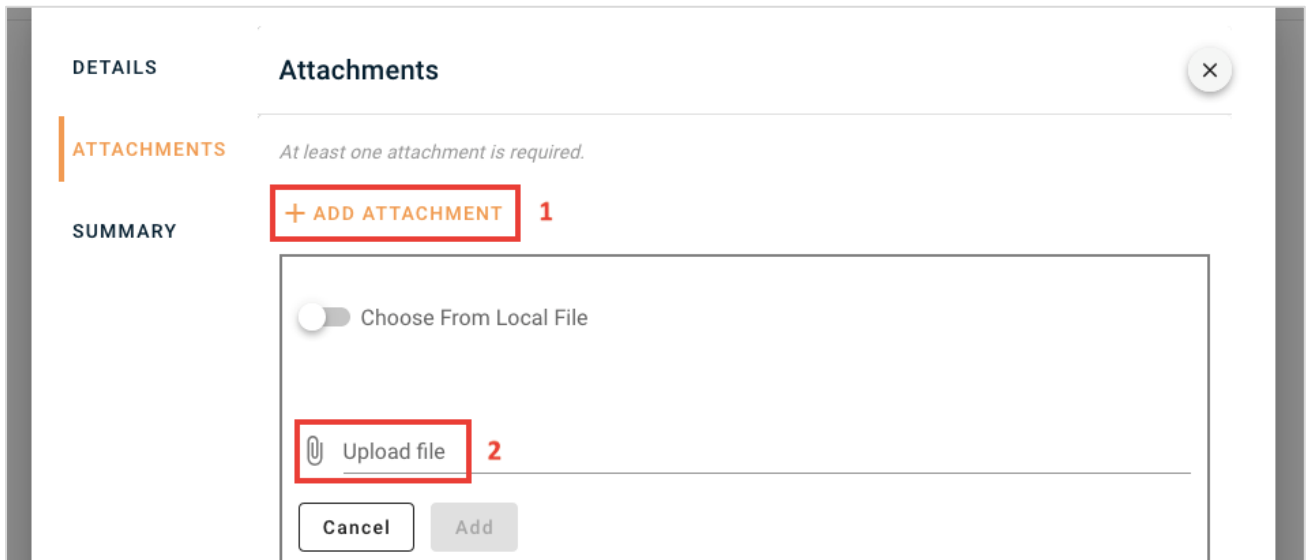 DETAILS
Attachments
ATTACHMENTS
At least one attachment is required.
+ ADD ATTACHMENT 1
SUMMARY
Choose From Local File
Upload file 2
Cancel Add